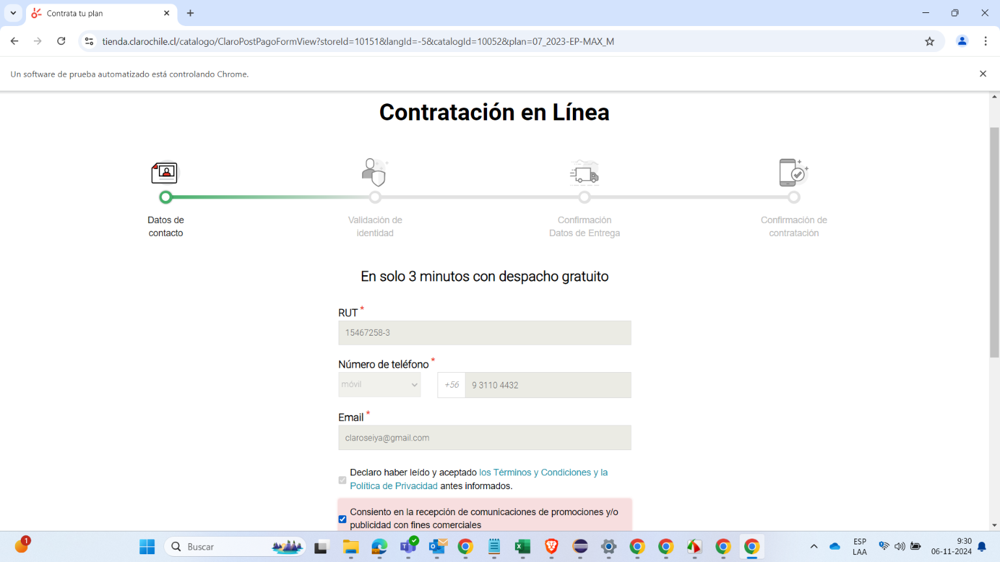 Contrata tu plan
tienda.clarochile.cl/catalogo/ClaroPostPagoFormView?storeId=10151&langId=-5&catalogId=10052&plan=07_2023-EP-MAX_M
Un software de prueba automatizado está controlando Chrome.
Contratación en Línea
Datos de
contacto
Validación de
identidad
Confirmación
Datos de Entrega
Confirmación de
contratación
En solo 3 minutos con despacho gratuito
RUT *
15467258-3
Número de teléfono *
móvil
+56
9 3110 4432
Email *
claroseiya@gmail.com
Declaro haber leído y aceptado los Términos y Condiciones y la
Política de Privacidad antes informados.
Consiento en la recepción de comunicaciones de promociones y/o
publicidad con fines comerciales
1
Buscar
ESP
LAA
9:30
06-11-2024